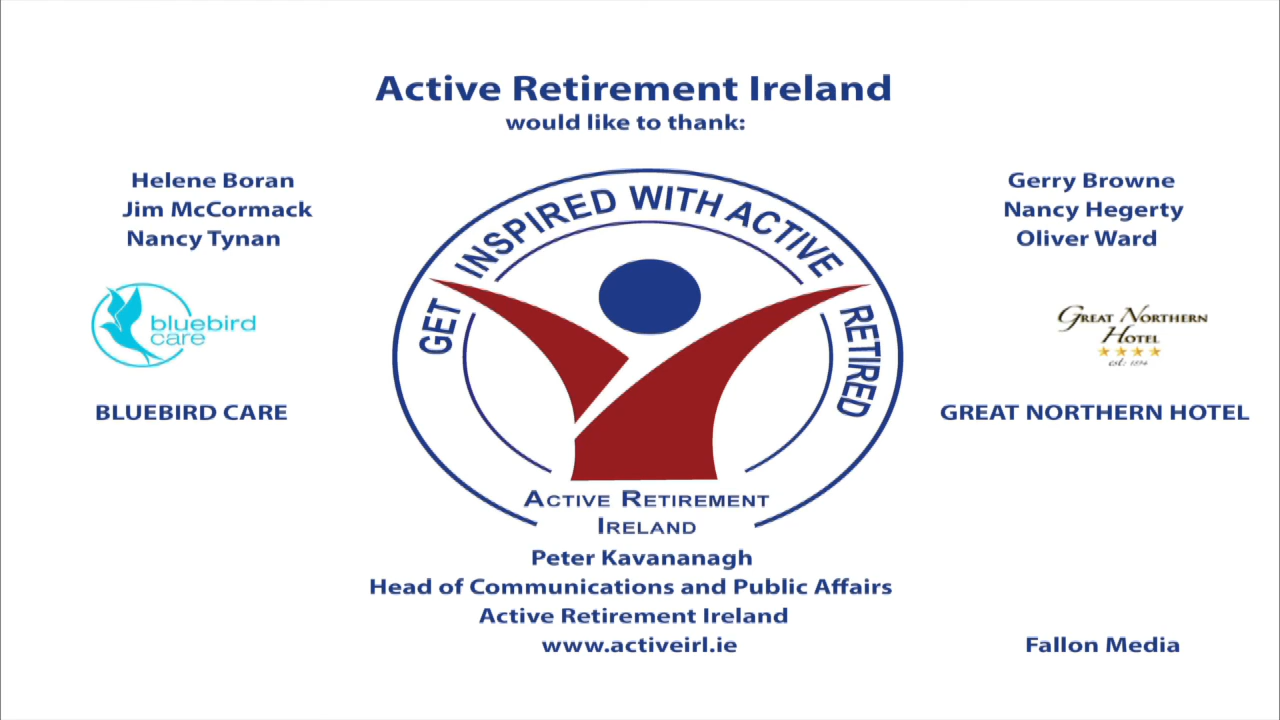 Active Retirement Ireland
would like to thank:
Helene Boran
Jim McCormack
Nancy Tynan
bluebird
care
BLUEBIRD CARE
GET INSPIRED WITH ACTIVE RETIRED
ACTIVE RETIREMENT
IRELAND
Gerry Browne
Nancy Hegerty
Oliver Ward
GREAT NORTHERN
HOTEL
est: 1894
GREAT NORTHERN HOTEL
Peter Kavananagh
Head of Communications and Public Affairs
Active Retirement Ireland
www.activeirl.ie
Fallon Media